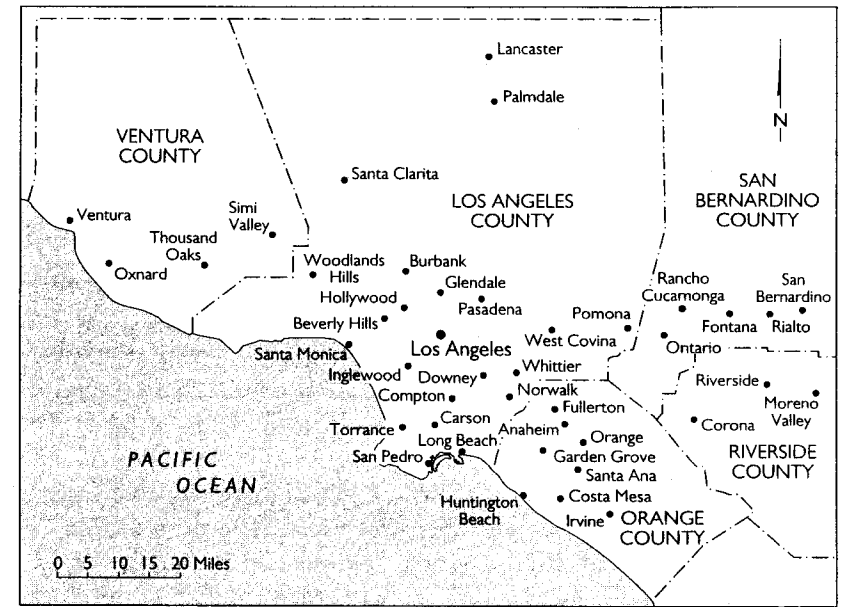 Lancaster
Palmdale
N
VENTURA
COUNTY
Santa Clarita
LOS ANGELES
COUNTY
SAN
BERNARDINO
COUNTY
Ventura
Simi
Valley
Thousand
Oaks
Oxnard
Woodlands
Hills
Burbank
Glendale
Hollywood
Pasadena
Beverly Hills
Los Angeles
Santa Monica
West Covina
Pomona
Rancho
Cucamonga
San
Bernardino
Fontana
Rialto
Ontario
Inglewood
Downey
Whittier
Compton
Norwalk
Riverside
Moreno
Valley
Fullerton
Corona
Torrance
Carson
Anaheim
Long Beach
Orange
San Pedro
Garden Grove
Santa Ana
RIVERSIDE
COUNTY
PACIFIC
OCEAN
Huntington
Beach
Costa Mesa
Irvine
ORANGE
COUNTY
0 5 10 15 20 Miles